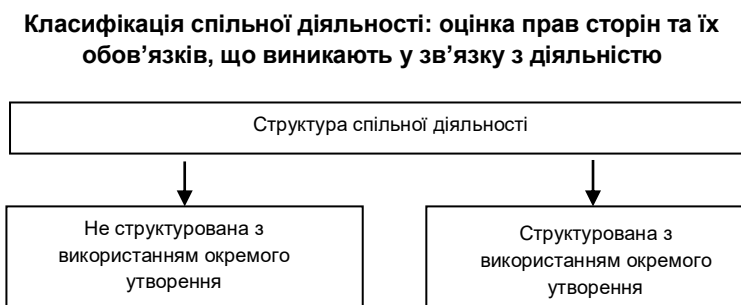 Класифікація спільної діяльності: оцінка прав сторін та їх
обов’язків, що виникають у зв’язку з діяльністю
Структура спільної діяльності
Не структурована з
використанням окремого
утворення
Структурована з
використанням окремого
утворення